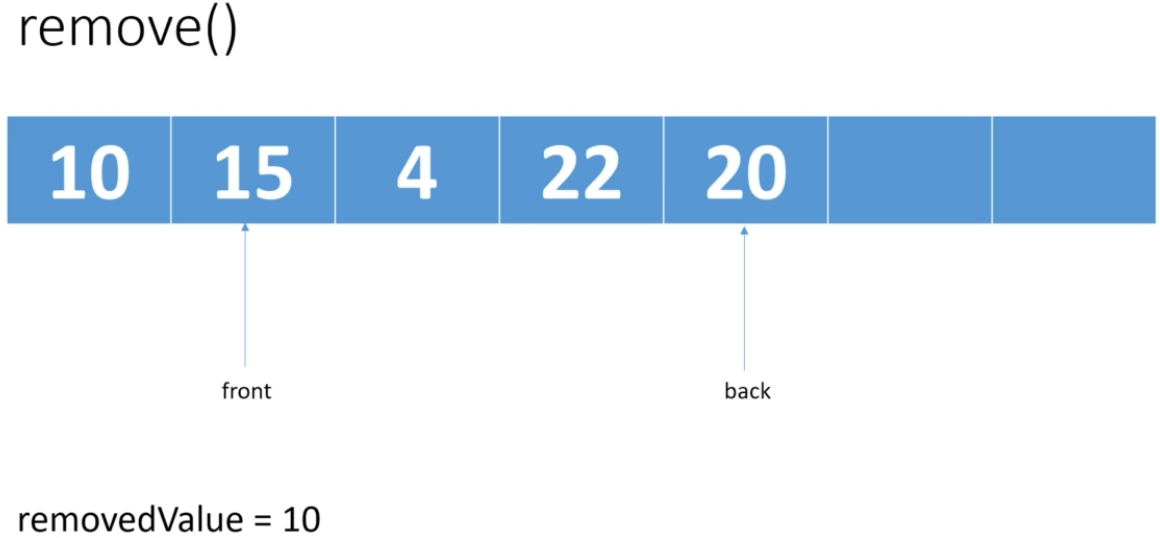 remove()
10 15 4 22 20
front back
removedValue = 10